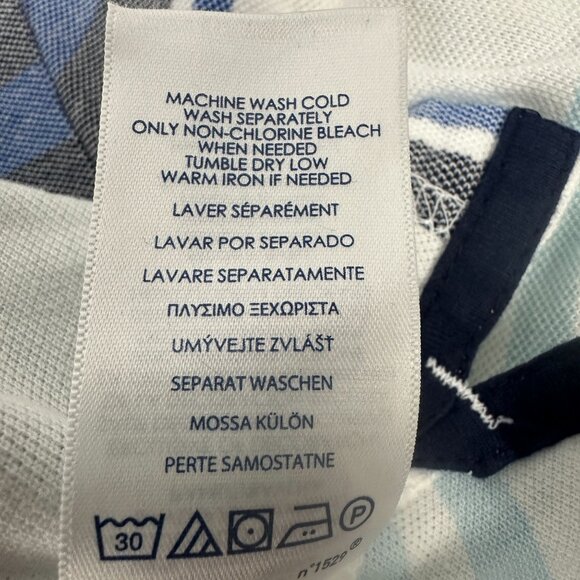 MACHINE WASH COLD
WASH SEPARATELY
ONLY NON-CHLORINE BLEACH
WHEN NEEDED
TUMBLE DRY LOW
WARM IRON IF NEEDED
LAVER SÉPARÉMENT
LAVAR POR SEPARADO
LAVARE SEPARATAMENTE
ΠΛΥΣΙΜΟ ΞΕΧΩΡΙΣΤΑ
UMÝVEJTE ZVLÁŠŤ
SEPARAT WASCHEN
MOSSA KÜLÖN
PERTE SAMOSTATNE
30 P
n°1529 ®